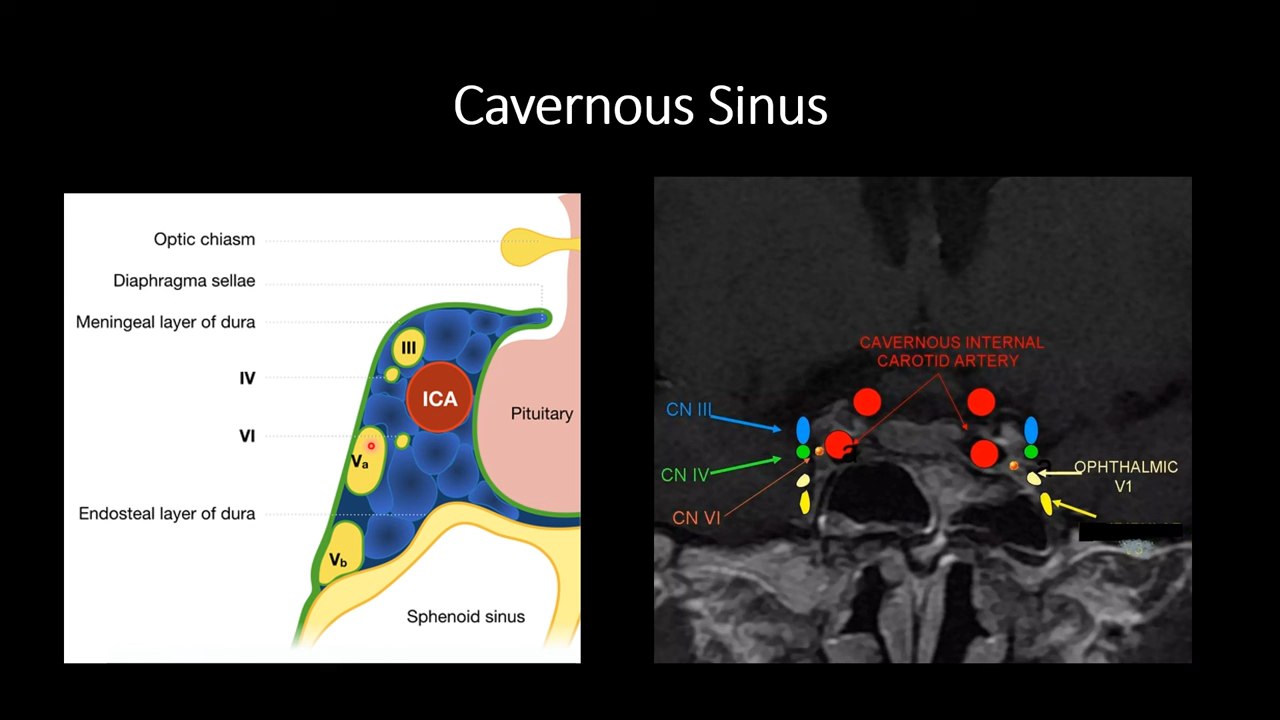 Cavernous Sinus
Optic chiasm
Diaphragma sellae
Meningeal layer of dura
III
IV
ICA
Pituitary
VI
Va
Endosteal layer of dura
Vb
Sphenoid sinus
CAVERNOUS INTERNAL
CAROTID ARTERY
CN III
CN IV
OPHTHALMIC
V1
CN VI